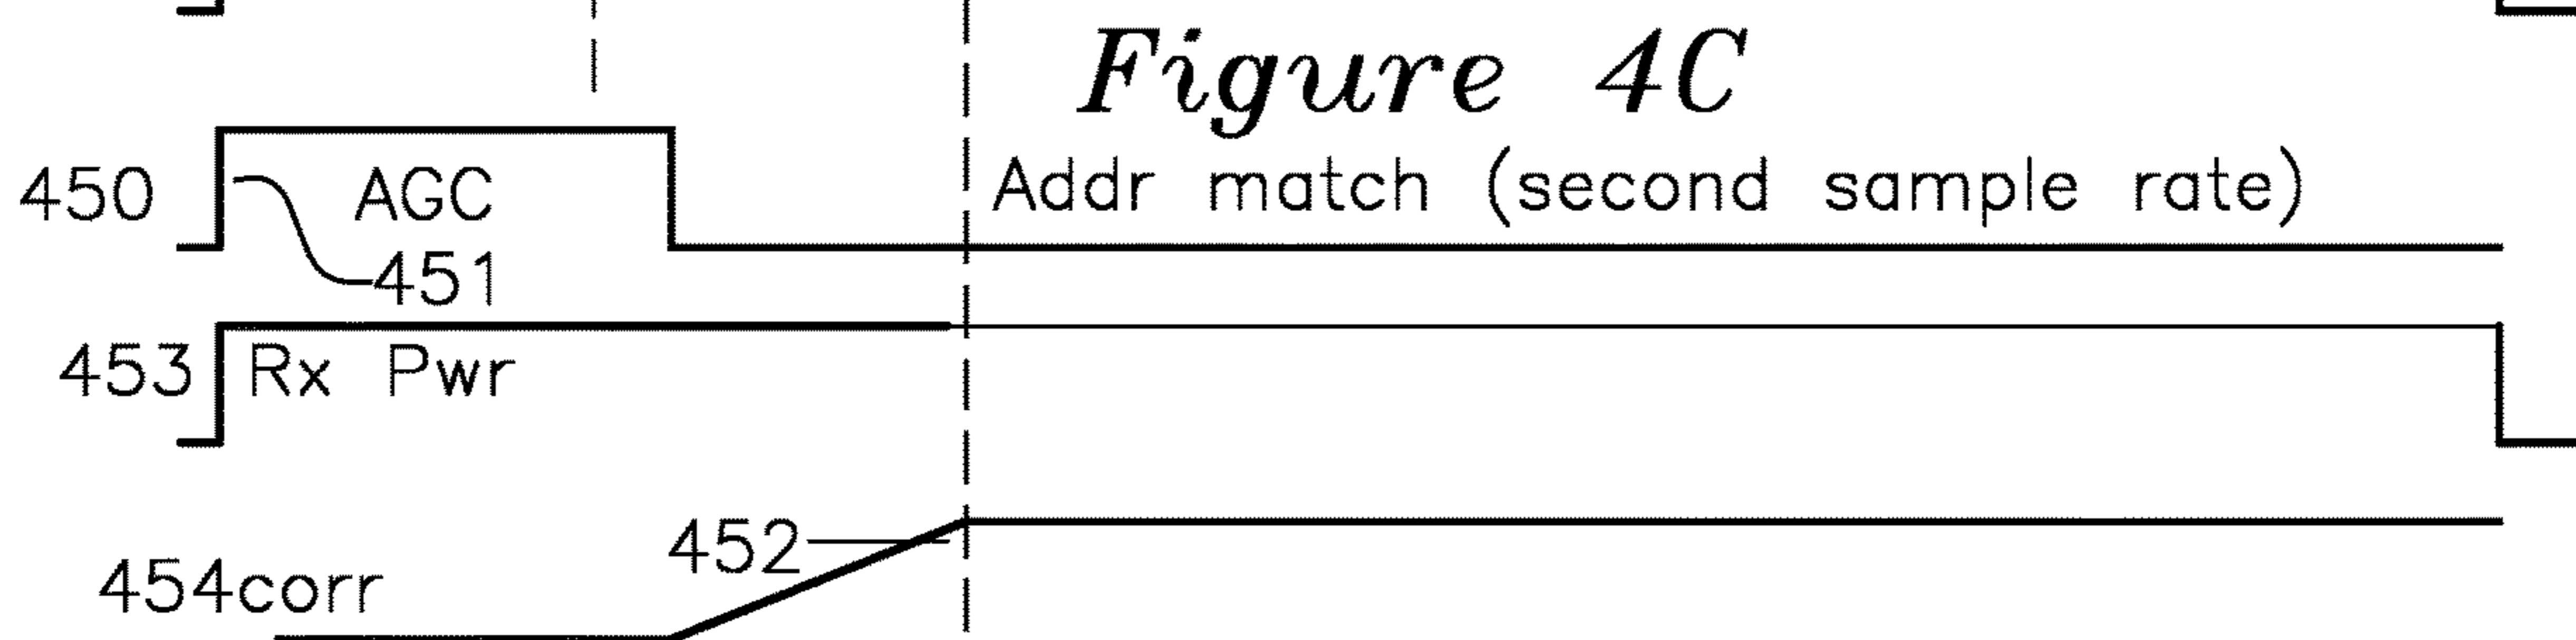 Figure 4C
450 AGC Addr match (second sample rate)
451
453 Rx Pwr
452
454corr